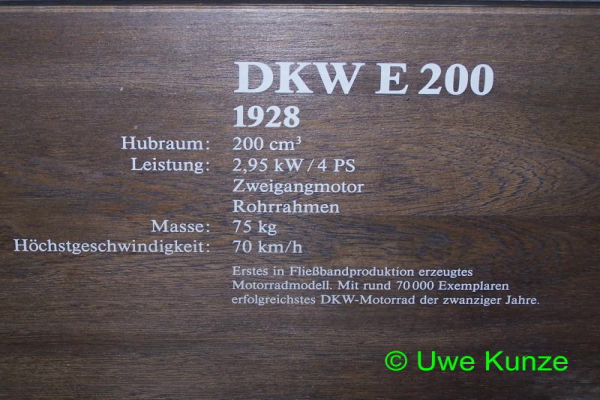 DKW E 200
1928
Hubraum: 200 cm³
Leistung: 2,95 kW/4 PS
Zweigangmotor
Rohrrahmen
Masse: 75 kg
Höchstgeschwindigkeit: 70 km/h
Erstes in Fließbandproduktion erzeugtes
Motorradmodell. Mit rund 70 000 Exemplaren
erfolgreichstes DKW-Motorrad der zwanziger Jahre.
© Uwe Kunze